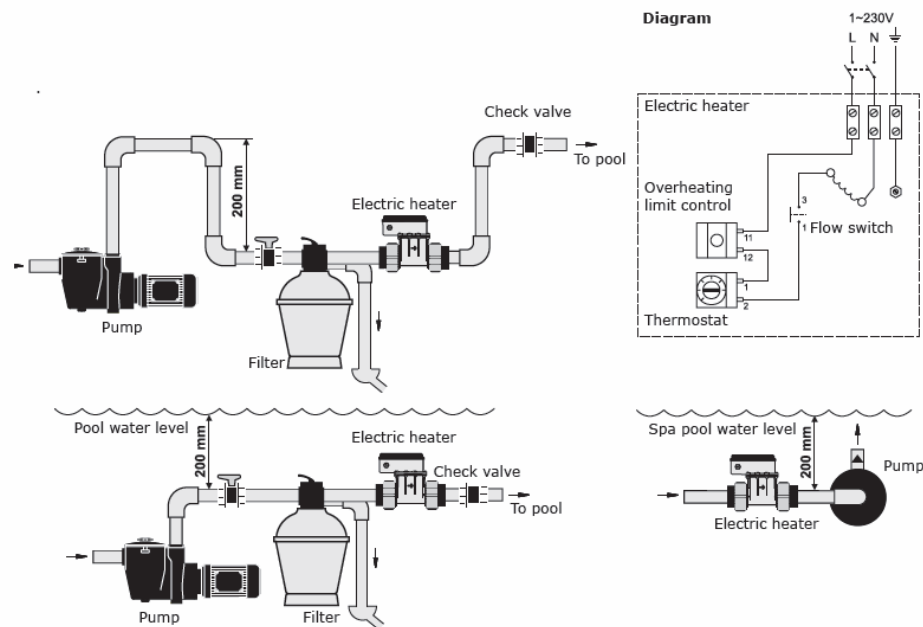 Diagram
1~230V
L N
Electric heater
Check valve
To pool
Electric heater
200 mm
Overheating
limit control
11
12
3
1
Flow switch
1
2
Thermostat
Pump
Filter
Pool water level
200 mm
Electric heater
Check valve
To pool
Pump
Filter
Spa pool water level
200 mm
Pump
Electric heater